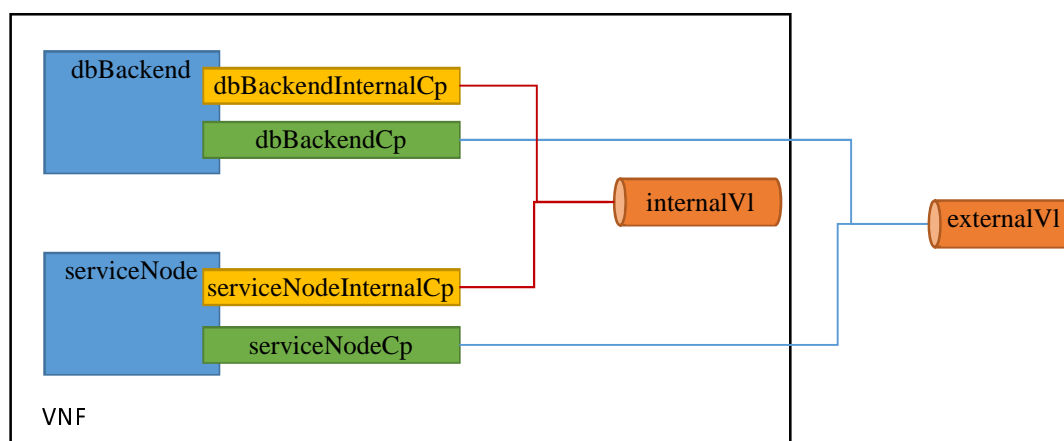 dbBackend
dbBackendInternalCp
dbBackendCp
internalVl
externalVl
serviceNode
serviceNodeInternalCp
serviceNodeCp
VNF